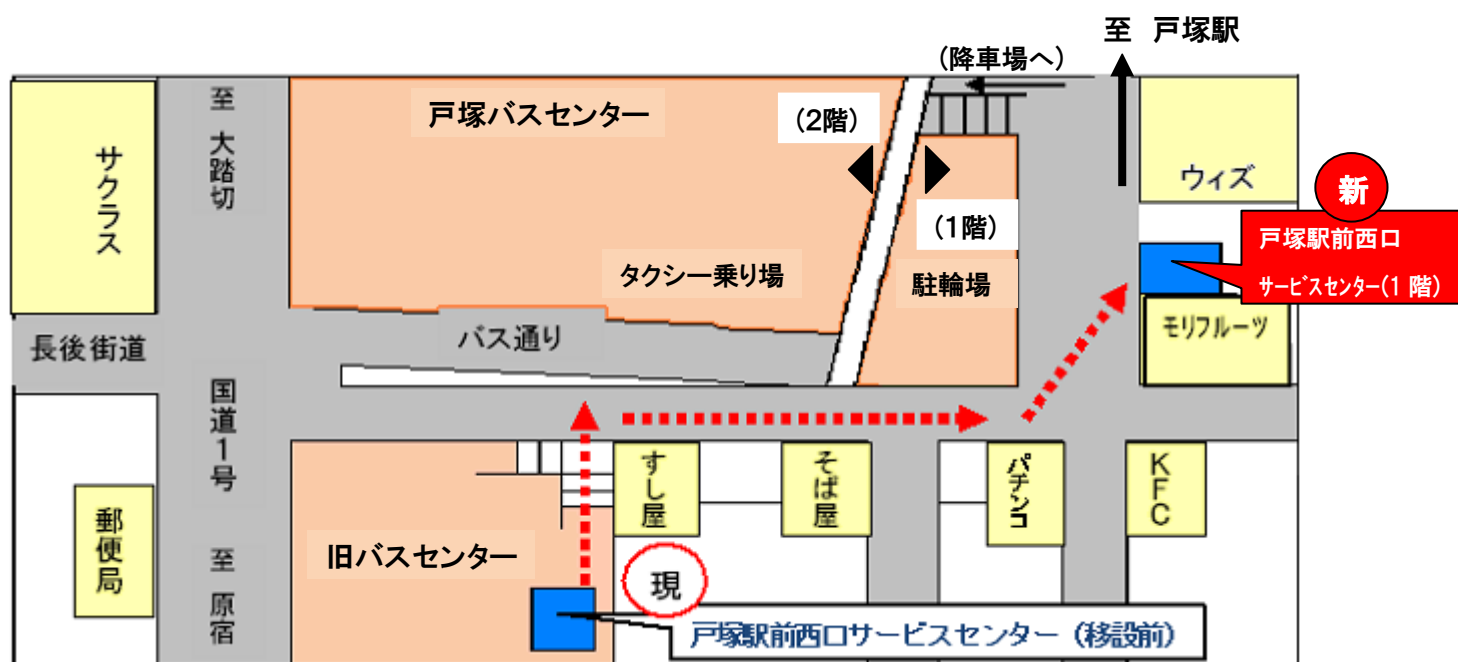 至 戸塚駅
(降車場へ)
至 大踏切
戸塚バスセンター
(2階)
サクラス
ウィズ
新
戸塚駅前西口
サービスセンター(1 階)
(1階)
タクシー乗り場
駐輪場
モリフルーツ
バス通り
長後街道
国道1号
すし屋
そば屋
パチンコ
KFC
郵便局
旧バスセンター
至 原宿
現
戸塚駅前西口サービスセンター (移設前)